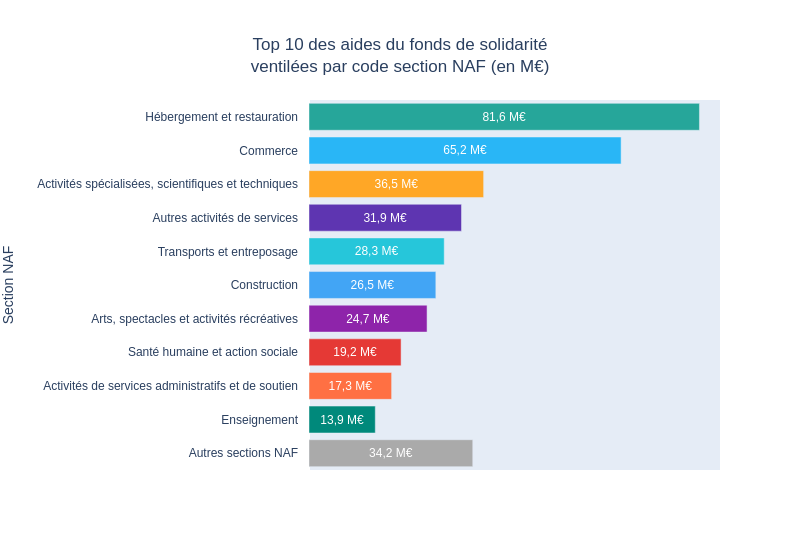 Top 10 des aides du fonds de solidarité
ventilées par code section NAF (en M€)
Section NAF
Hébergement et restauration 81,6 M€
Commerce 65,2 M€
Activités spécialisées, scientifiques et techniques 36,5 M€
Autres activités de services 31,9 M€
Transports et entreposage 28,3 M€
Construction 26,5 M€
Arts, spectacles et activités récréatives 24,7 M€
Santé humaine et action sociale 19,2 M€
Activités de services administratifs et de soutien 17,3 M€
Enseignement 13,9 M€
Autres sections NAF 34,2 M€